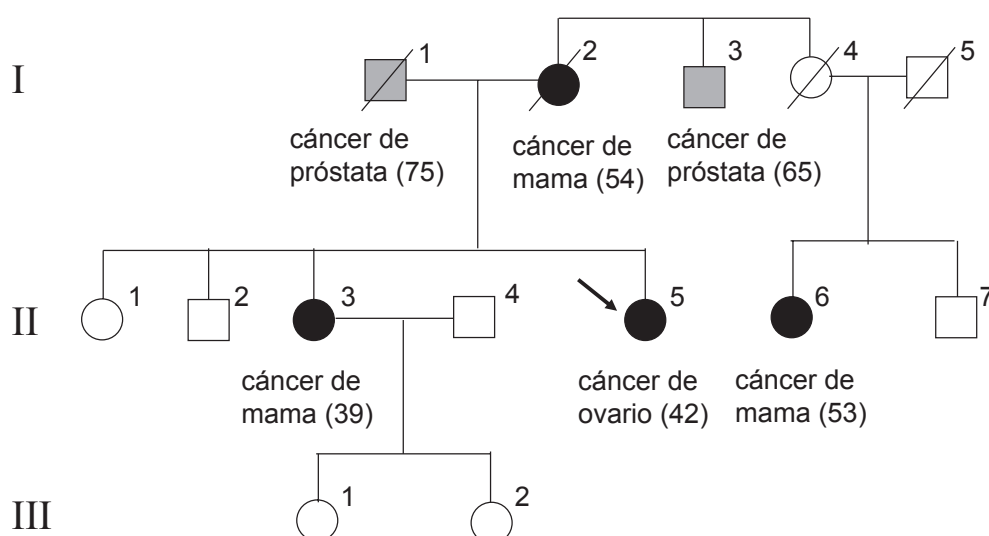 I
1
2
3
4
5
cáncer de
próstata (75)
cáncer de
mama (54)
cáncer de
próstata (65)
II
1
2
3
4
5
6
7
cáncer de
mama (39)
cáncer de
ovario (42)
cáncer de
mama (53)
III
1
2